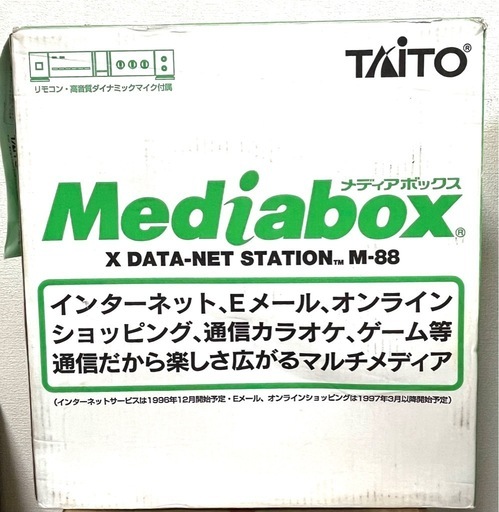 TAITO®
リモコン・高音質ダイナミックマイク付属
メディアボックス
Mediabox®
X DATA-NET STATION™ M-88
インターネット、Eメール、オンライン
ショッピング、通信カラオケ、ゲーム等
通信だから楽しさ広がるマルチメディア
(インターネットサービスは1996年12月開始予定・Eメール、オンラインショッピングは1997年3月以降開始予定)